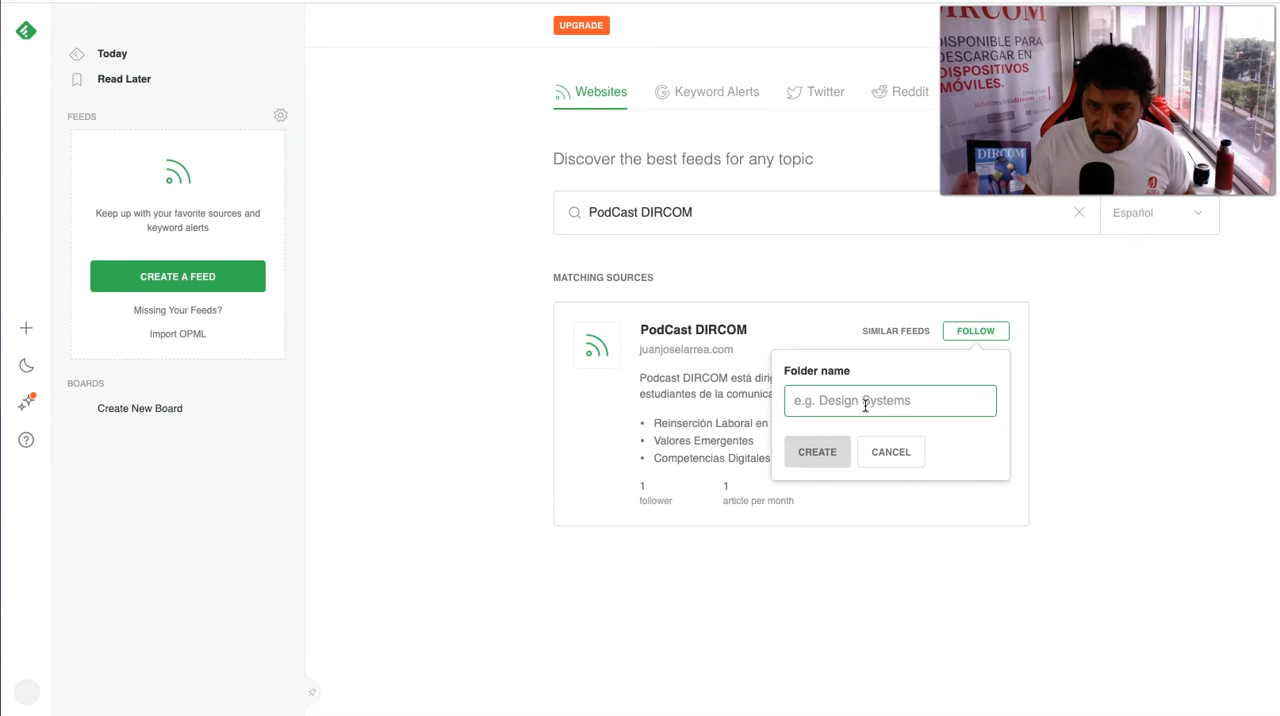 Today
Read Later
FEEDS
Keep up with your favorite sources and
keyword alerts
CREATE A FEED
Missing Your Feeds?
Import OPML
BOARDS
Create New Board
UPGRADE
Websites
Keyword Alerts
Twitter
Reddit
Discover the best feeds for any topic
PodCast DIRCOM
Español
MATCHING SOURCES
PodCast DIRCOM
SIMILAR FEEDS
FOLLOW
juanjoselarrea.com
Podcast DIRCOM está diri
estudiantes de la comunica
• Reinserción Laboral en
• Valores Emergentes
• Competencias Digitales
1
follower
1
article per month
Folder name
e.g. Design Systems
CREATE
CANCEL
DIRCOM
DISPONIBLE PARA
DESCARGAR EN
DISPOSITIVOS
MÓVILES.
DIRCOM